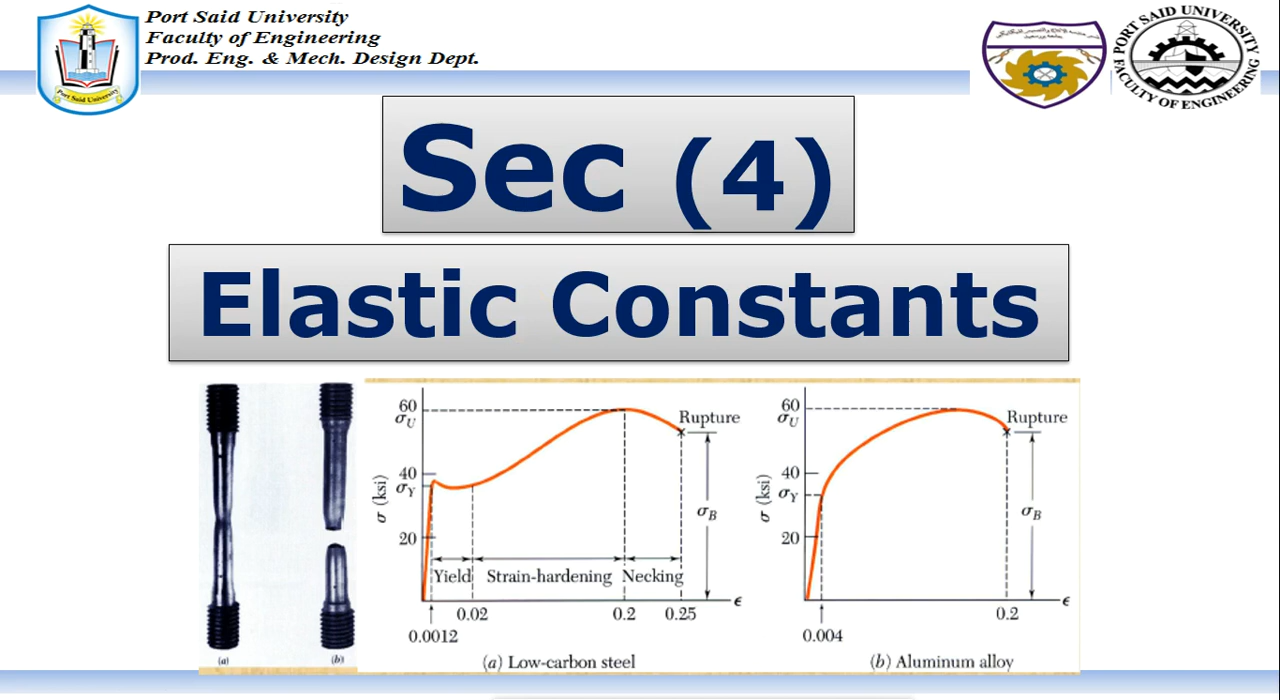 Port Said University
Faculty of Engineering
Prod. Eng. & Mech. Design Dept.
Port Said University
PORT SAID UNIVERSITY
FACULTY OF ENGINEERING
Sec (4)
Elastic Constants
(a)
(b)
60
σU
40
σY
20
σ (ksi)
Rupture
σB
Yield
Strain-hardening
Necking
0.02
0.2
0.25
ϵ
0.0012
(a) Low-carbon steel
60
σU
40
σY
20
σ (ksi)
Rupture
σB
0.2
ϵ
0.004
(b) Aluminum alloy